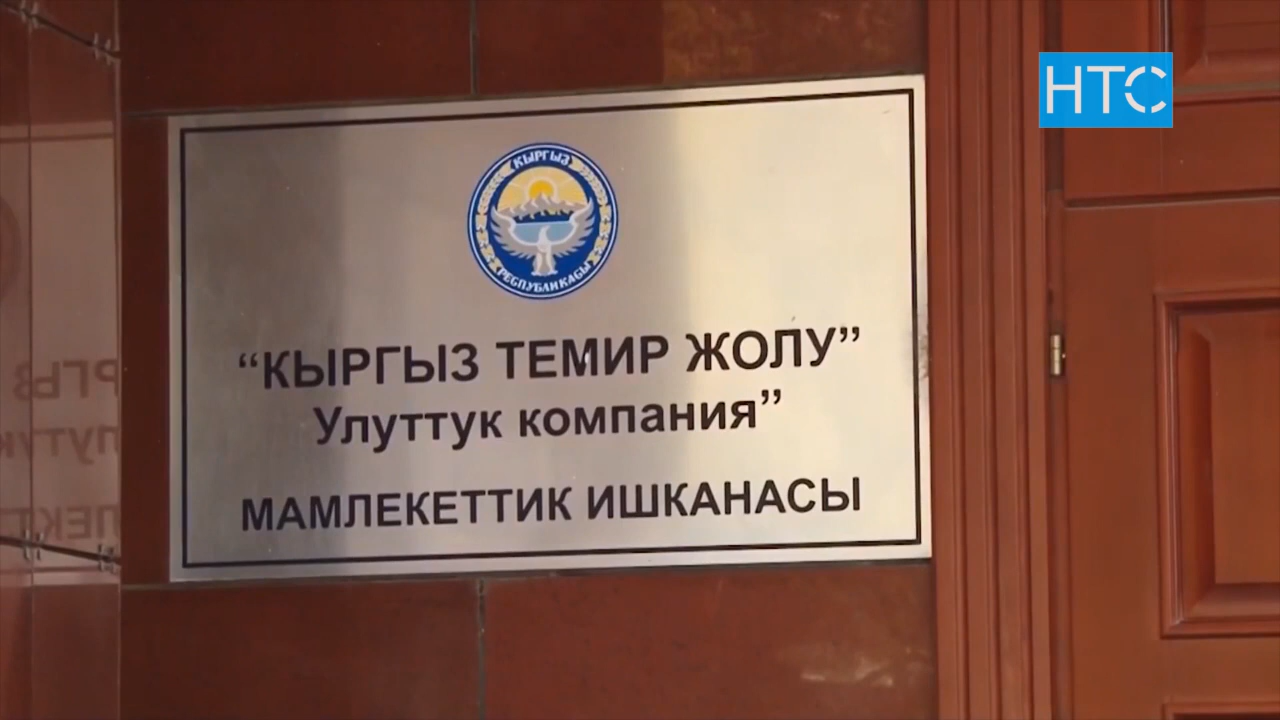 НТС
КЫРГЫЗ
РЕСПУБЛИКАСЫ
“КЫРГЫЗ ТЕМИР ЖОЛУ”
Улуттук компания”
МАМЛЕКЕТТИК ИШКАНАСЫ